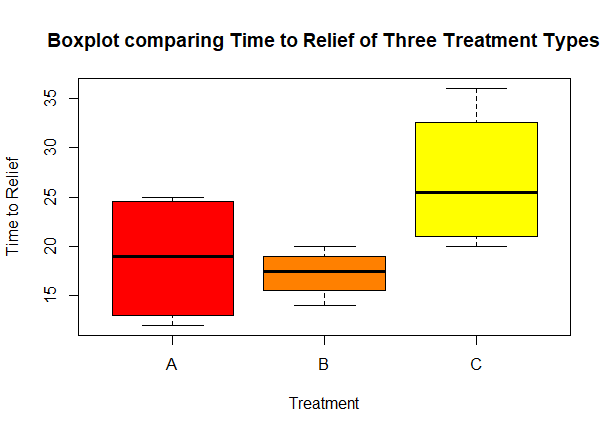 Boxplot comparing Time to Relief of Three Treatment Types
Time to Relief
35
30
25
20
15
A B C
Treatment